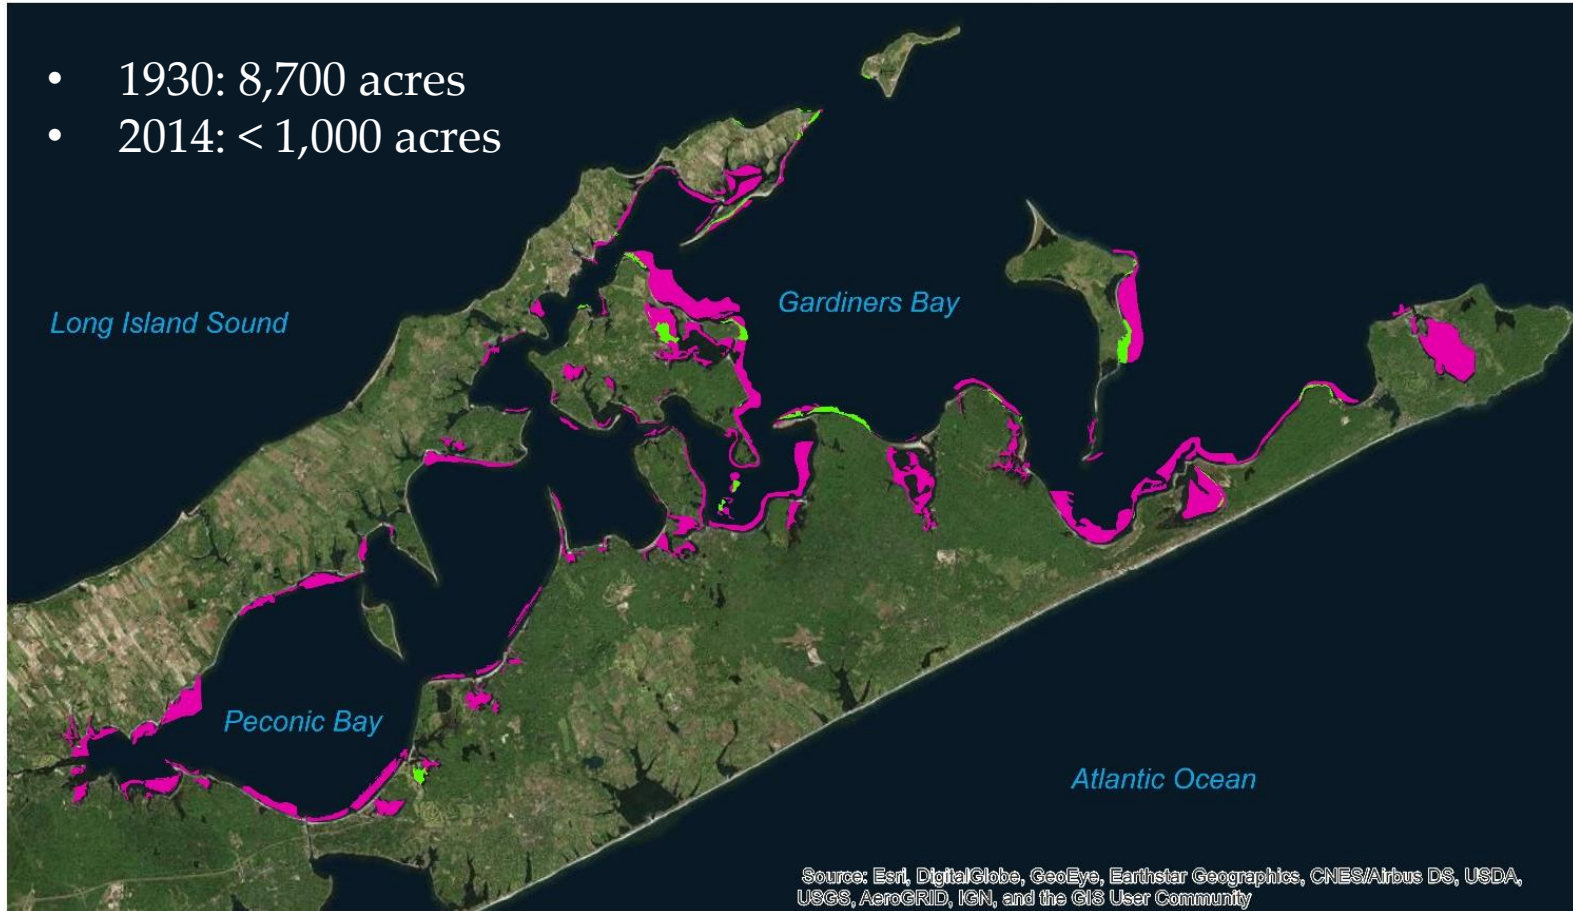 • 1930: 8,700 acres
• 2014: < 1,000 acres
Long Island Sound
Gardiners Bay
Peconic Bay
Atlantic Ocean
Source: Esri, DigitalGlobe, GeoEye, Earthstar Geographics, CNES/Airbus DS, USDA,
USGS, AeroGRID, IGN, and the GIS User Community